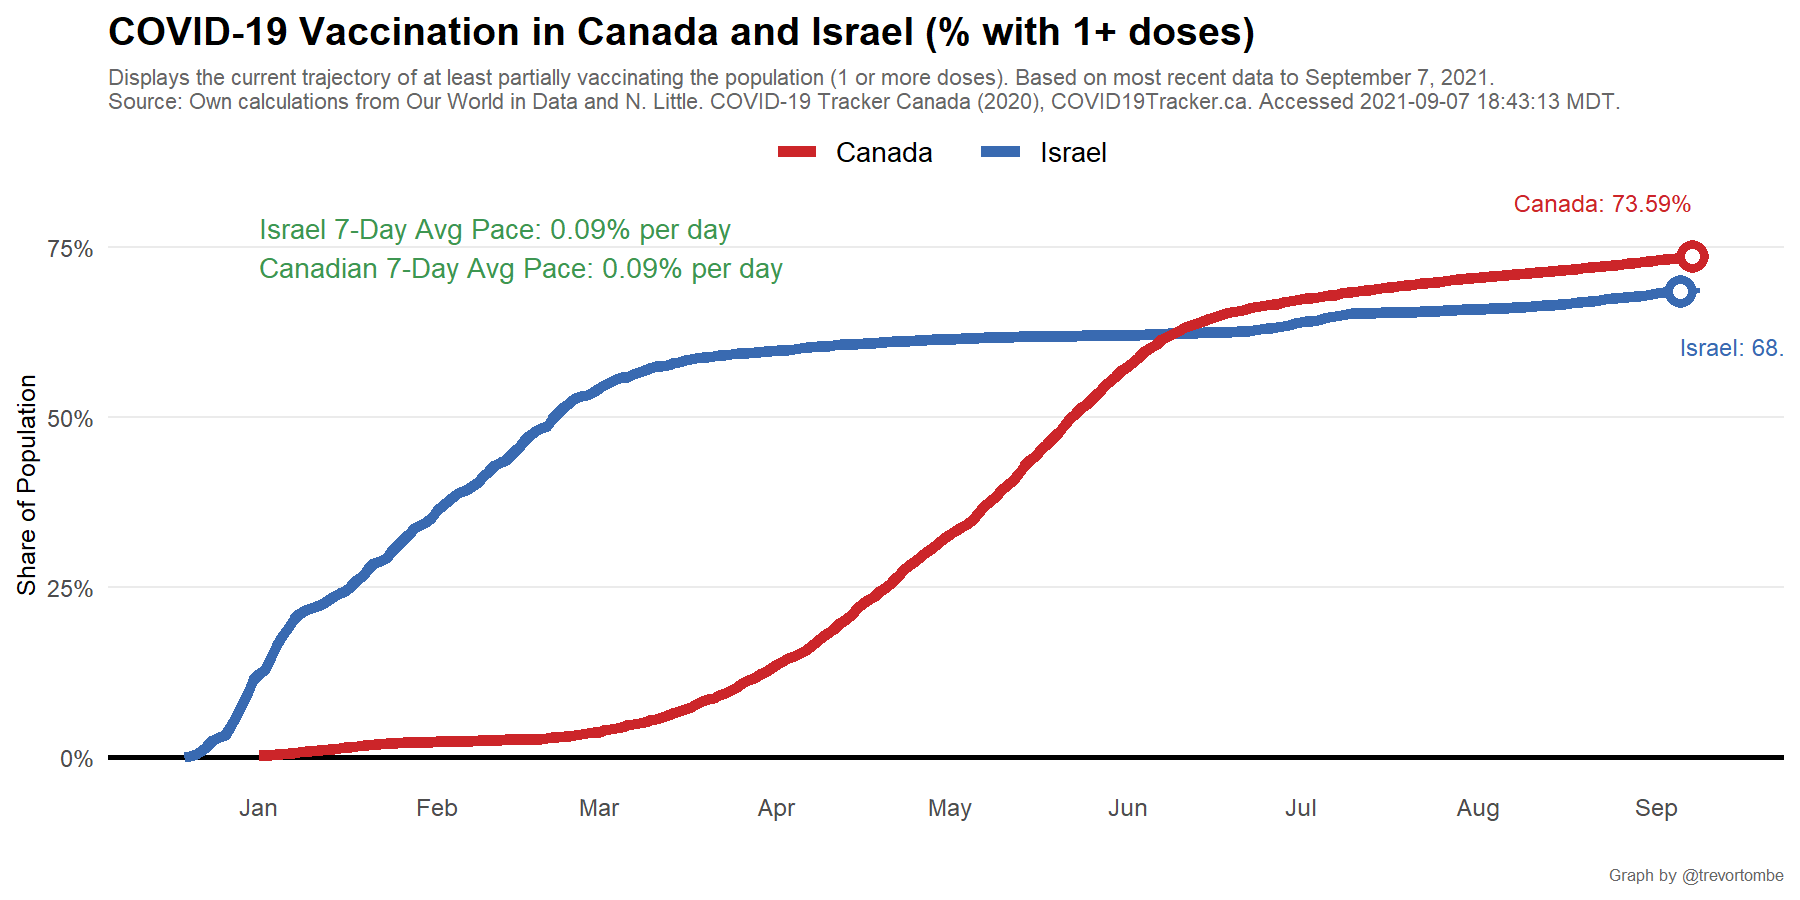 COVID-19 Vaccination in Canada and Israel (% with 1+ doses)
Displays the current trajectory of at least partially vaccinating the population (1 or more doses). Based on most recent data to September 7, 2021.
Source: Own calculations from Our World in Data and N. Little. COVID-19 Tracker Canada (2020), COVID19Tracker.ca. Accessed 2021-09-07 18:43:13 MDT.
Canada Israel
Canada: 73.59%
Israel 7-Day Avg Pace: 0.09% per day
Canadian 7-Day Avg Pace: 0.09% per day
Israel: 68.
Share of Population
75%
50%
25%
0%
Jan Feb Mar Apr May Jun Jul Aug Sep
Graph by @trevortombe